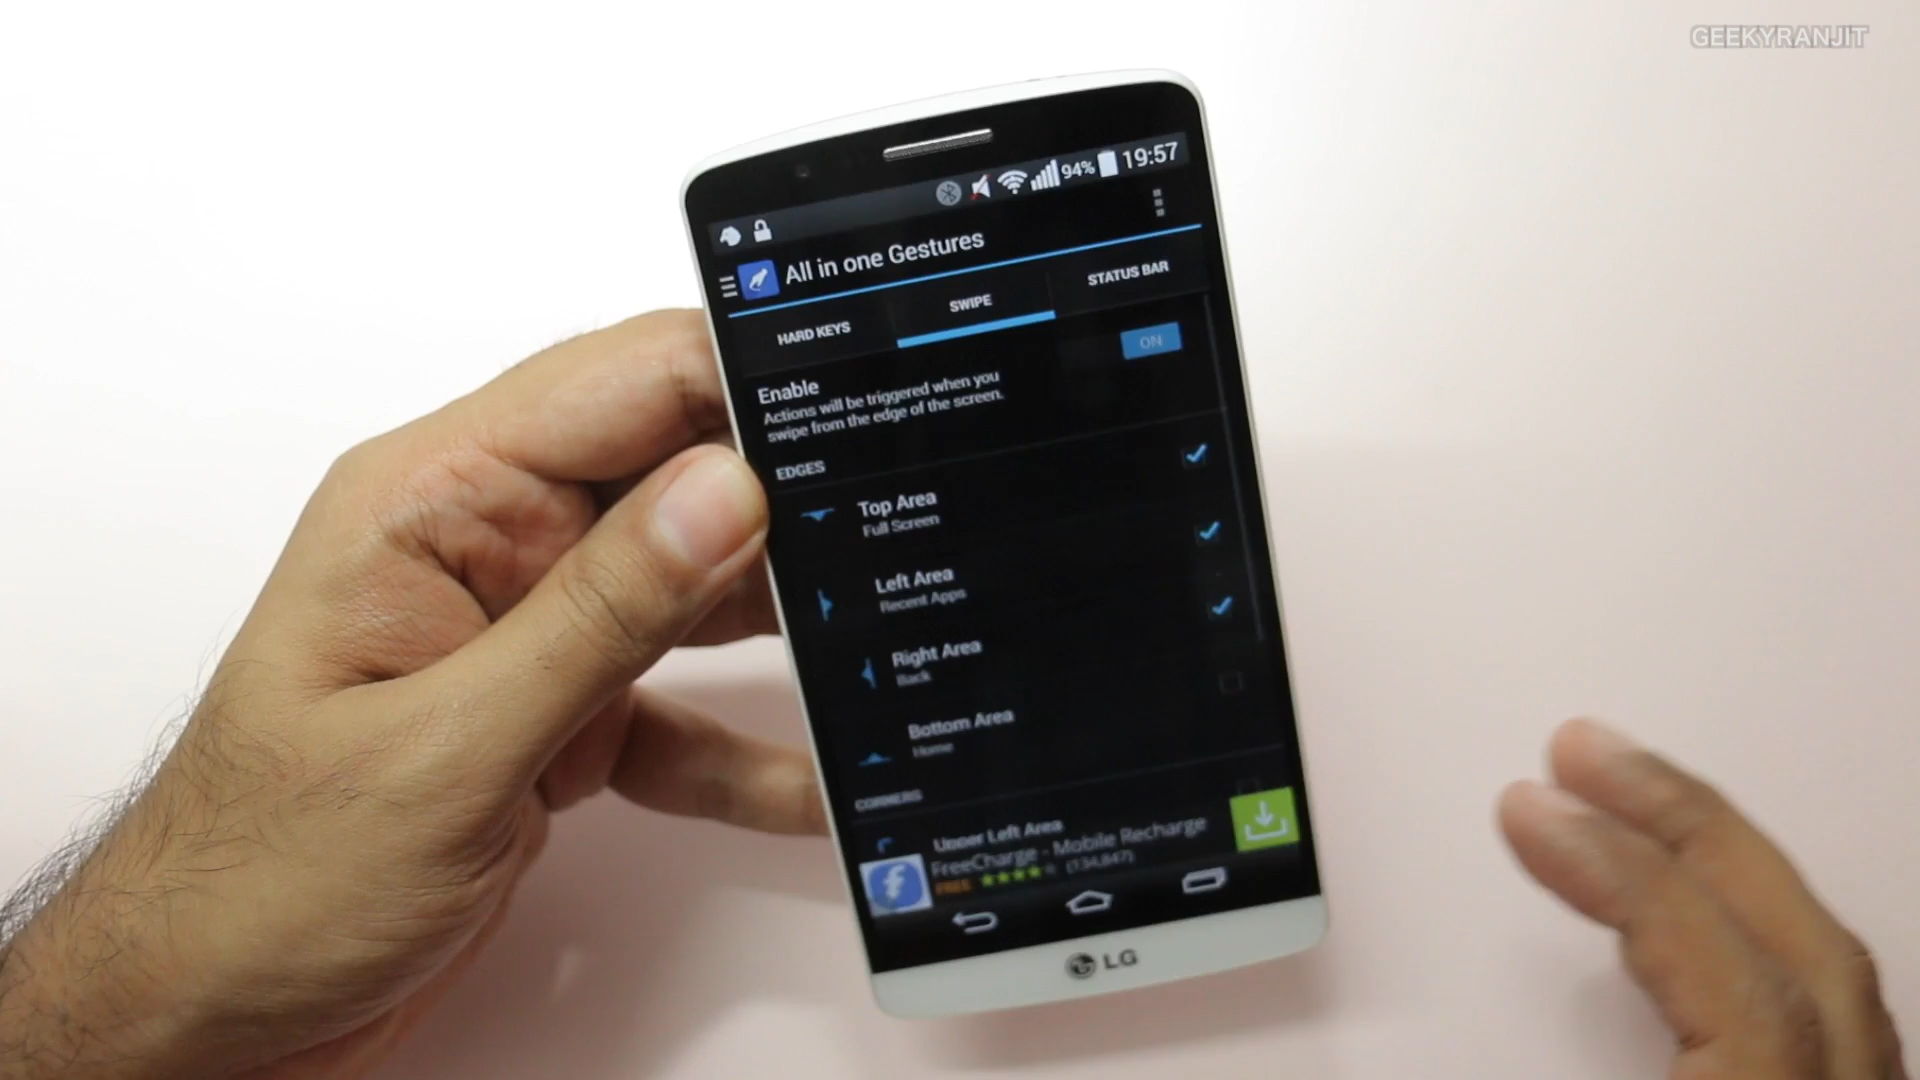 GEEKYRANJIT
94% 19:57
All in one Gestures
HARD KEYS
SWIPE
STATUS BAR
ON
Enable
Actions will be triggered when you
swipe from the edge of the screen.
EDGES
Top Area
Full Screen
Left Area
Recent Apps
Right Area
Back
Bottom Area
Home
CORNERS
Upper Left Area
FreeCharge - Mobile Recharge
FREE (134,847)
LG